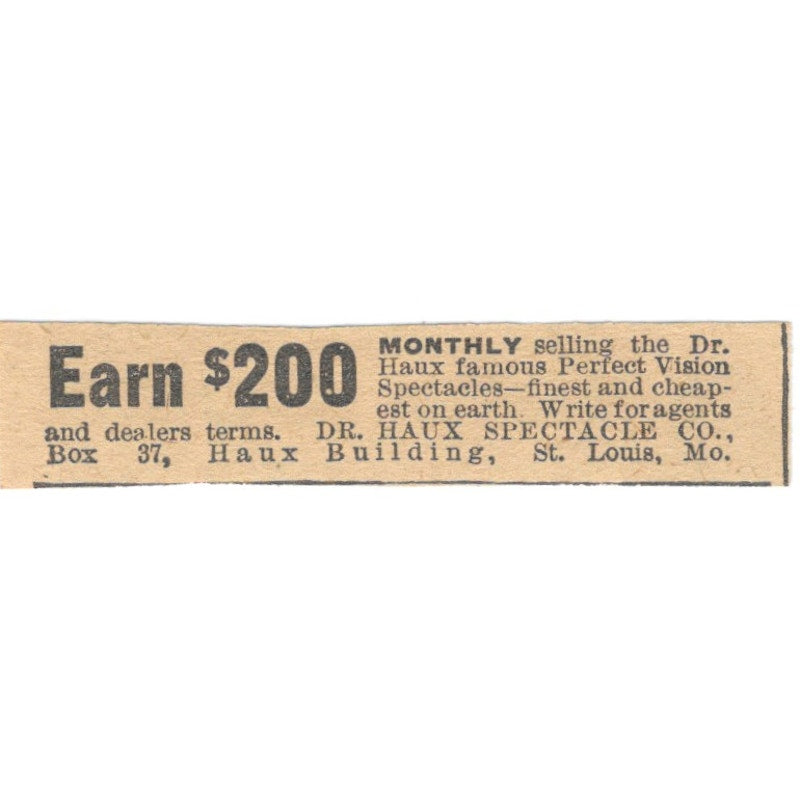 Earn $200 MONTHLY selling the Dr.
Haux famous Perfect Vision
Spectacles—finest and cheap-
est on earth. Write for agents
and dealers terms. DR. HAUX SPECTACLE CO.,
Box 37, Haux Building, St. Louis, Mo.